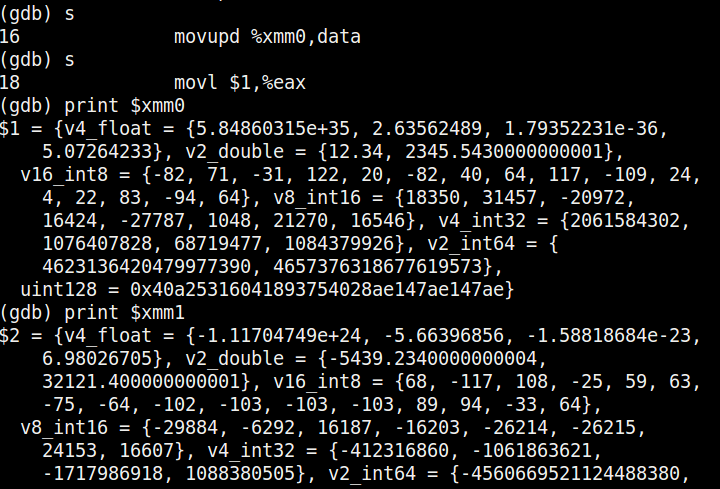 (gdb) s
16 movupd %xmm0,data
(gdb) s
18 movl $1,%eax
(gdb) print $xmm0
$1 = {v4_float = {5.84860315e+35, 2.63562489, 1.79352231e-36,
5.07264233}, v2_double = {12.34, 2345.5430000000001},
v16_int8 = {-82, 71, -31, 122, 20, -82, 40, 64, 117, -109, 24,
4, 22, 83, -94, 64}, v8_int16 = {18350, 31457, -20972,
16424, -27787, 1048, 21270, 16546}, v4_int32 = {2061584302,
1076407828, 68719477, 1084379926}, v2_int64 = {
4623136420479977390, 4657376318677619573},
uint128 = 0x40a25316041893754028ae147ae147ae}
(gdb) print $xmm1
$2 = {v4_float = {-1.11704749e+24, -5.66396856, -1.58818684e-23,
6.98026705}, v2_double = {-5439.2340000000004,
32121.400000000001}, v16_int8 = {68, -117, 108, -25, 59, 63,
-75, -64, -102, -103, -103, -103, 89, 94, -33, 64},
v8_int16 = {-29884, -6292, 16187, -16203, -26214, -26215,
24153, 16607}, v4_int32 = {-412316860, -1061863621,
-1717986918, 1088380505}, v2_int64 = {-4560669521124488380,